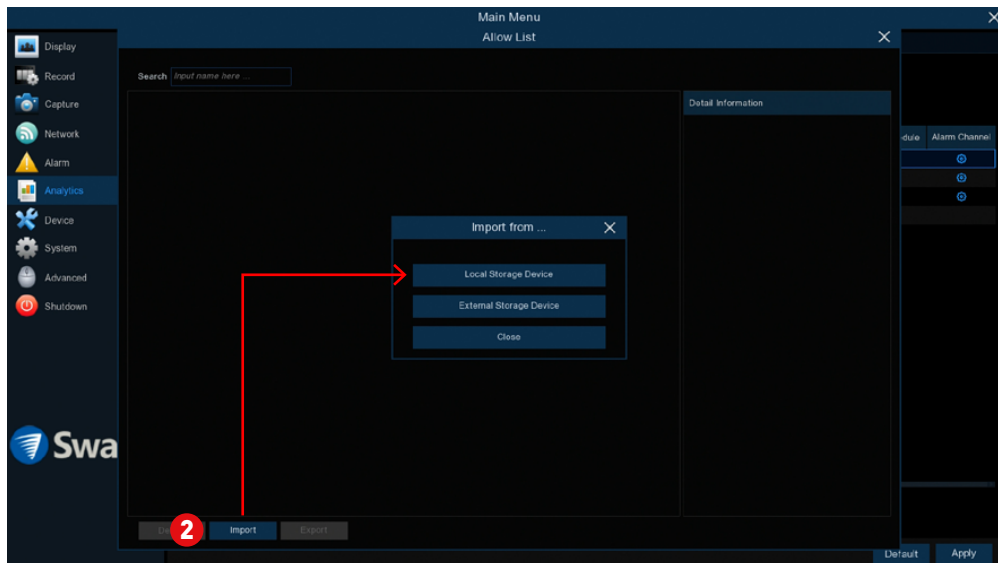 Main Menu
Allow List
Display
Record
Capture
Network
Alarm
Analytics
Device
System
Advanced
Shutdown
Search Input name here ...
Detail Information
Alarm Channel
Import from ...
Local Storage Device
External Storage Device
Close
Swa
2
Import
Export
Default
Apply